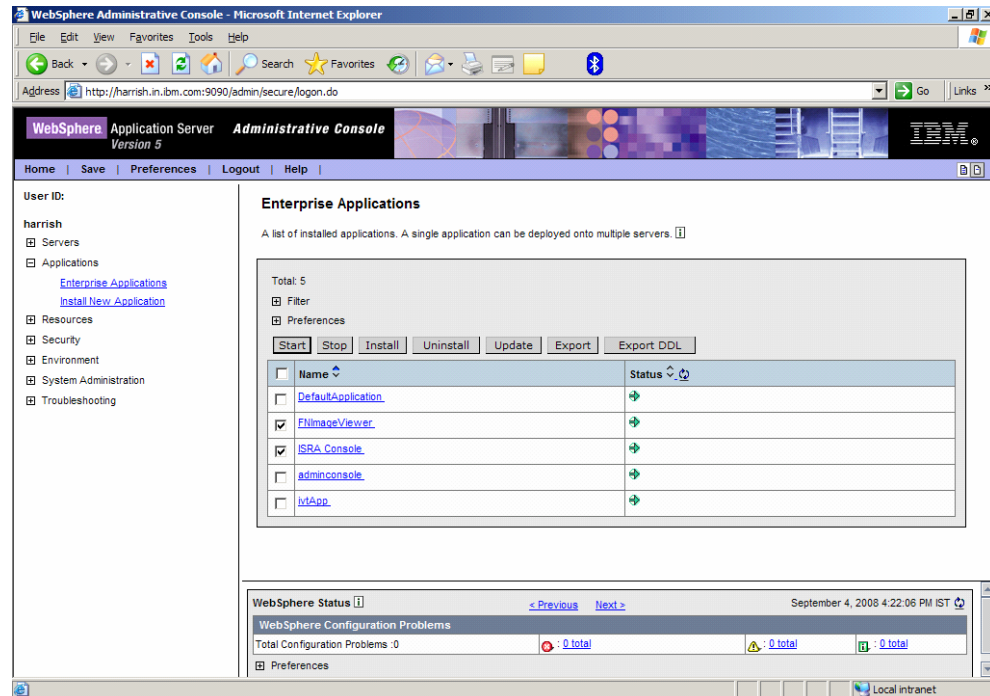 WebSphere Administrative Console - Microsoft Internet Explorer
File Edit View Favorites Tools Help
Back Search Favorites
Address http://harrish.in.ibm.com:9090/admin/secure/logon.do Go Links »
WebSphere Application Server Administrative Console
Version 5
IBM®
Home | Save | Preferences | Logout | Help |
User ID:
harrish
Servers
Applications
Enterprise Applications
Install New Application
Resources
Security
Environment
System Administration
Troubleshooting
Enterprise Applications
A list of installed applications. A single application can be deployed onto multiple servers. i
Total: 5
Filter
Preferences
Start Stop Install Uninstall Update Export Export DDL
Name Status
DefaultApplication
FNImageViewer
ISRA Console
adminconsole
ivtApp
WebSphere Status i < Previous Next > September 4, 2008 4:22:06 PM IST
WebSphere Configuration Problems
Total Configuration Problems :0 : 0 total : 0 total : 0 total
Preferences
Local intranet